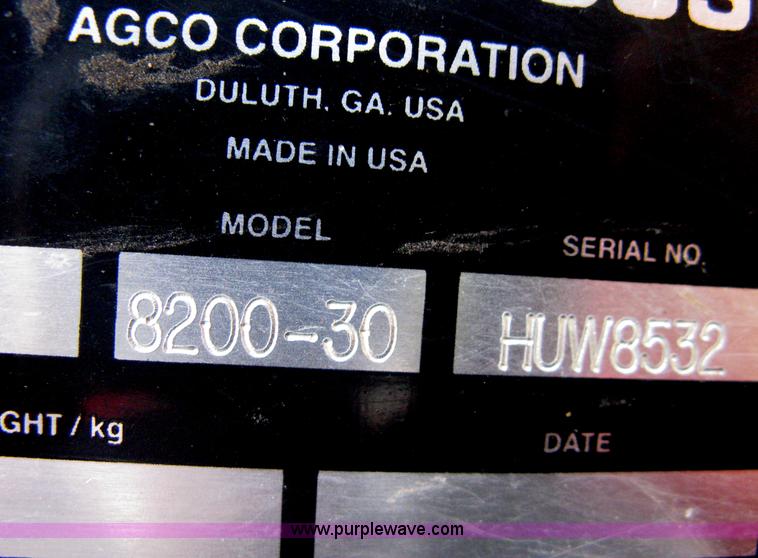 AGCO CORPORATION
DULUTH, GA. USA
MADE IN USA
MODEL
SERIAL NO.
8200-30
HUW8532
GHT / kg
DATE
www.purplewave.com